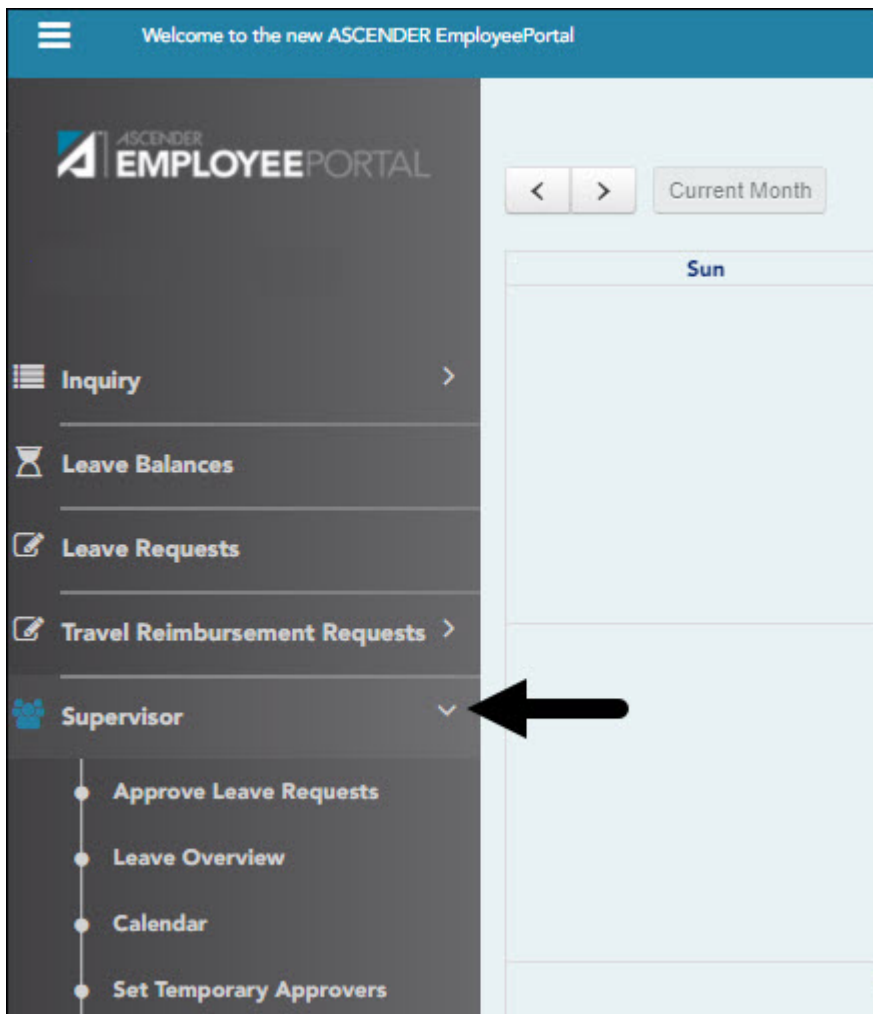 Welcome to the new ASCENDER EmployeePortal
ASCENDER
EMPLOYEEPORTAL
< > Current Month
Sun
Inquiry >
Leave Balances
Leave Requests
Travel Reimbursement Requests >
Supervisor
Approve Leave Requests
Leave Overview
Calendar
Set Temporary Approvers